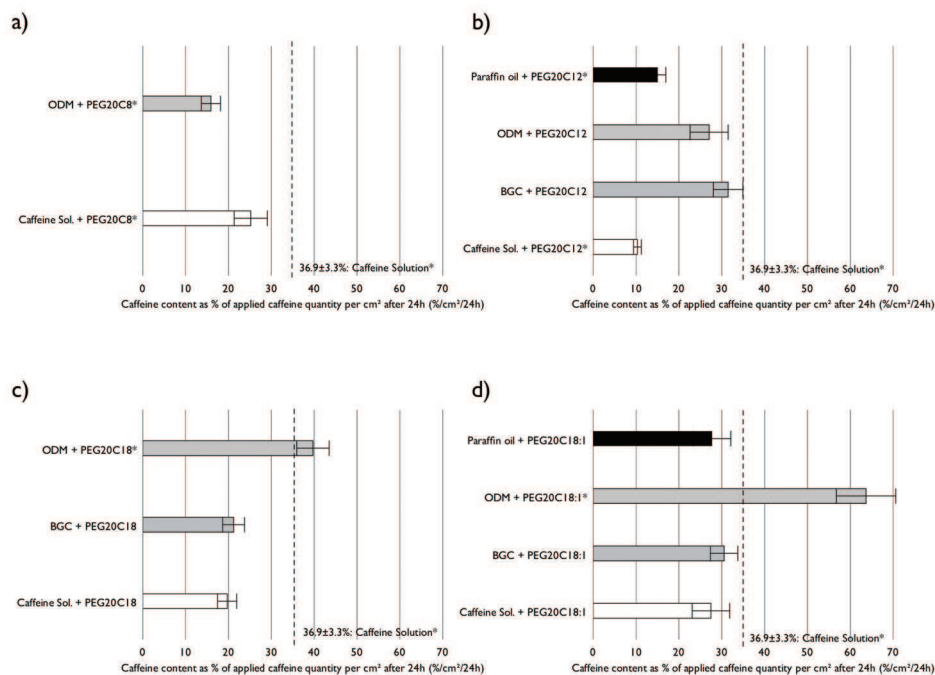 a)
ODM + PEG20C8*
Caffeine Sol. + PEG20C8*
36.9±3.3%: Caffeine Solution*
0 10 20 30 40 50 60 70
Caffeine content as % of applied caffeine quantity per cm² after 24h (%/cm²/24h)
b)
Paraffin oil + PEG20C12*
ODM + PEG20C12
BGC + PEG20C12
Caffeine Sol. + PEG20C12*
36.9±3.3%: Caffeine Solution*
0 10 20 30 40 50 60 70
Caffeine content as % of applied caffeine quantity per cm² after 24h (%/cm²/24h)
c)
ODM + PEG20C18*
BGC + PEG20C18
Caffeine Sol. + PEG20C18
36.9±3.3%: Caffeine Solution*
0 10 20 30 40 50 60 70
Caffeine content as % of applied caffeine quantity per cm² after 24h (%/cm²/24h)
d)
Paraffin oil + PEG20C18:1
ODM + PEG20C18:1*
BGC + PEG20C18:1
Caffeine Sol. + PEG20C18:1
36.9±3.3%: Caffeine Solution*
0 10 20 30 40 50 60 70
Caffeine content as % of applied caffeine quantity per cm² after 24h (%/cm²/24h)